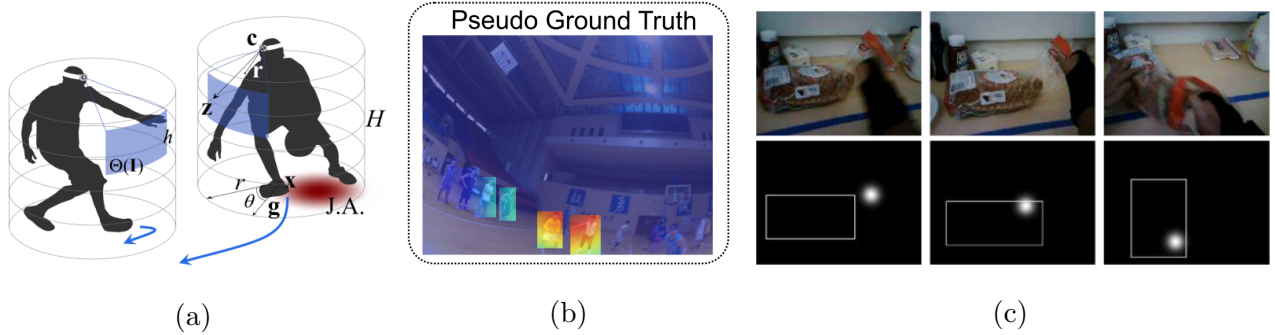 c
r
z
h
Θ(I)
H
r
θ
x
g
J.A.
(a)
Pseudo Ground Truth
(b)
(c)